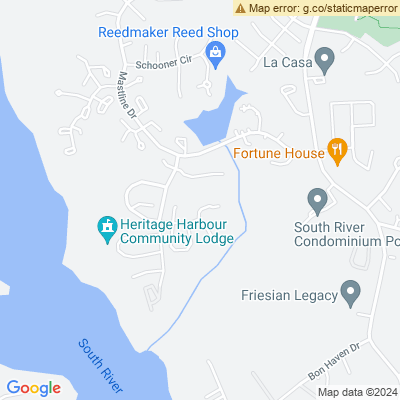 Map error: g.co/staticmaperror
Reedmaker Reed Shop
Schooner Cir
La Casa
Mastline Dr
Fortune House
Heritage Harbour
Community Lodge
South River
Condominium Po
Friesian Legacy
South River
Bon Haven Dr
Google
Map data ©2024